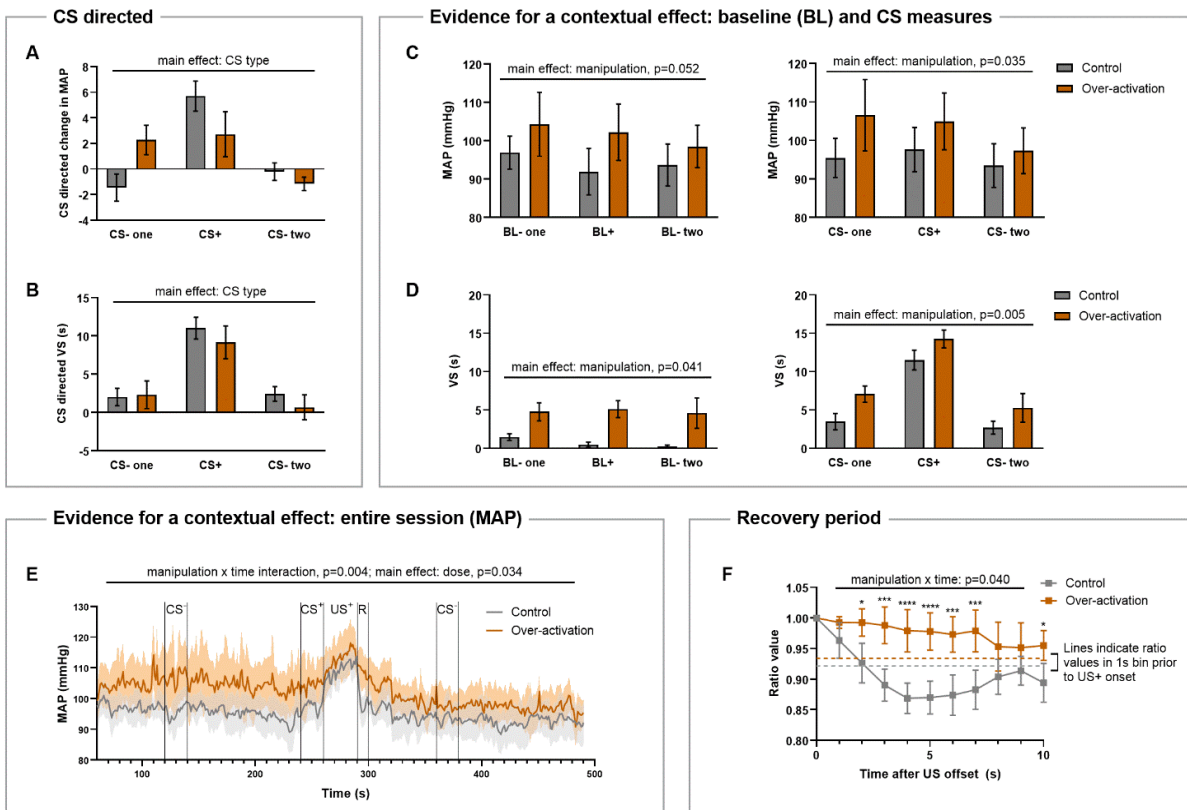 CS directed
A
main effect: CS type
CS directed change in MAP
8
6
4
2
0
-2
-4
CS- one
CS+
CS- two
B
main effect: CS type
CS directed VS (s)
15
10
5
0
-5
CS- one
CS+
CS- two
Evidence for a contextual effect: baseline (BL) and CS measures
C
main effect: manipulation, p=0.052
MAP (mmHg)
120
110
100
90
80
BL- one
BL+
BL- two
main effect: manipulation, p=0.035
MAP (mmHg)
120
110
100
90
80
CS- one
CS+
CS- two
Control
Over-activation
D
main effect: manipulation, p=0.041
VS (s)
20
15
10
5
0
BL- one
BL+
BL- two
main effect: manipulation, p=0.005
VS (s)
20
15
10
5
0
CS- one
CS+
CS- two
Control
Over-activation
Evidence for a contextual effect: entire session (MAP)
E
manipulation x time interaction, p=0.004; main effect: dose, p=0.034
CS-
CS+
US+
R
CS-
Control
Over-activation
MAP (mmHg)
130
120
110
100
90
80
100
200
300
400
500
Time (s)
Recovery period
F
manipulation x time: p=0.040
Control
Over-activation
* *** **** **** *** *** *
Lines indicate ratio
values in 1s bin prior
to US+ onset
Ratio value
1.05
1.00
0.95
0.90
0.85
0.80
0
5
10
Time after US offset (s)